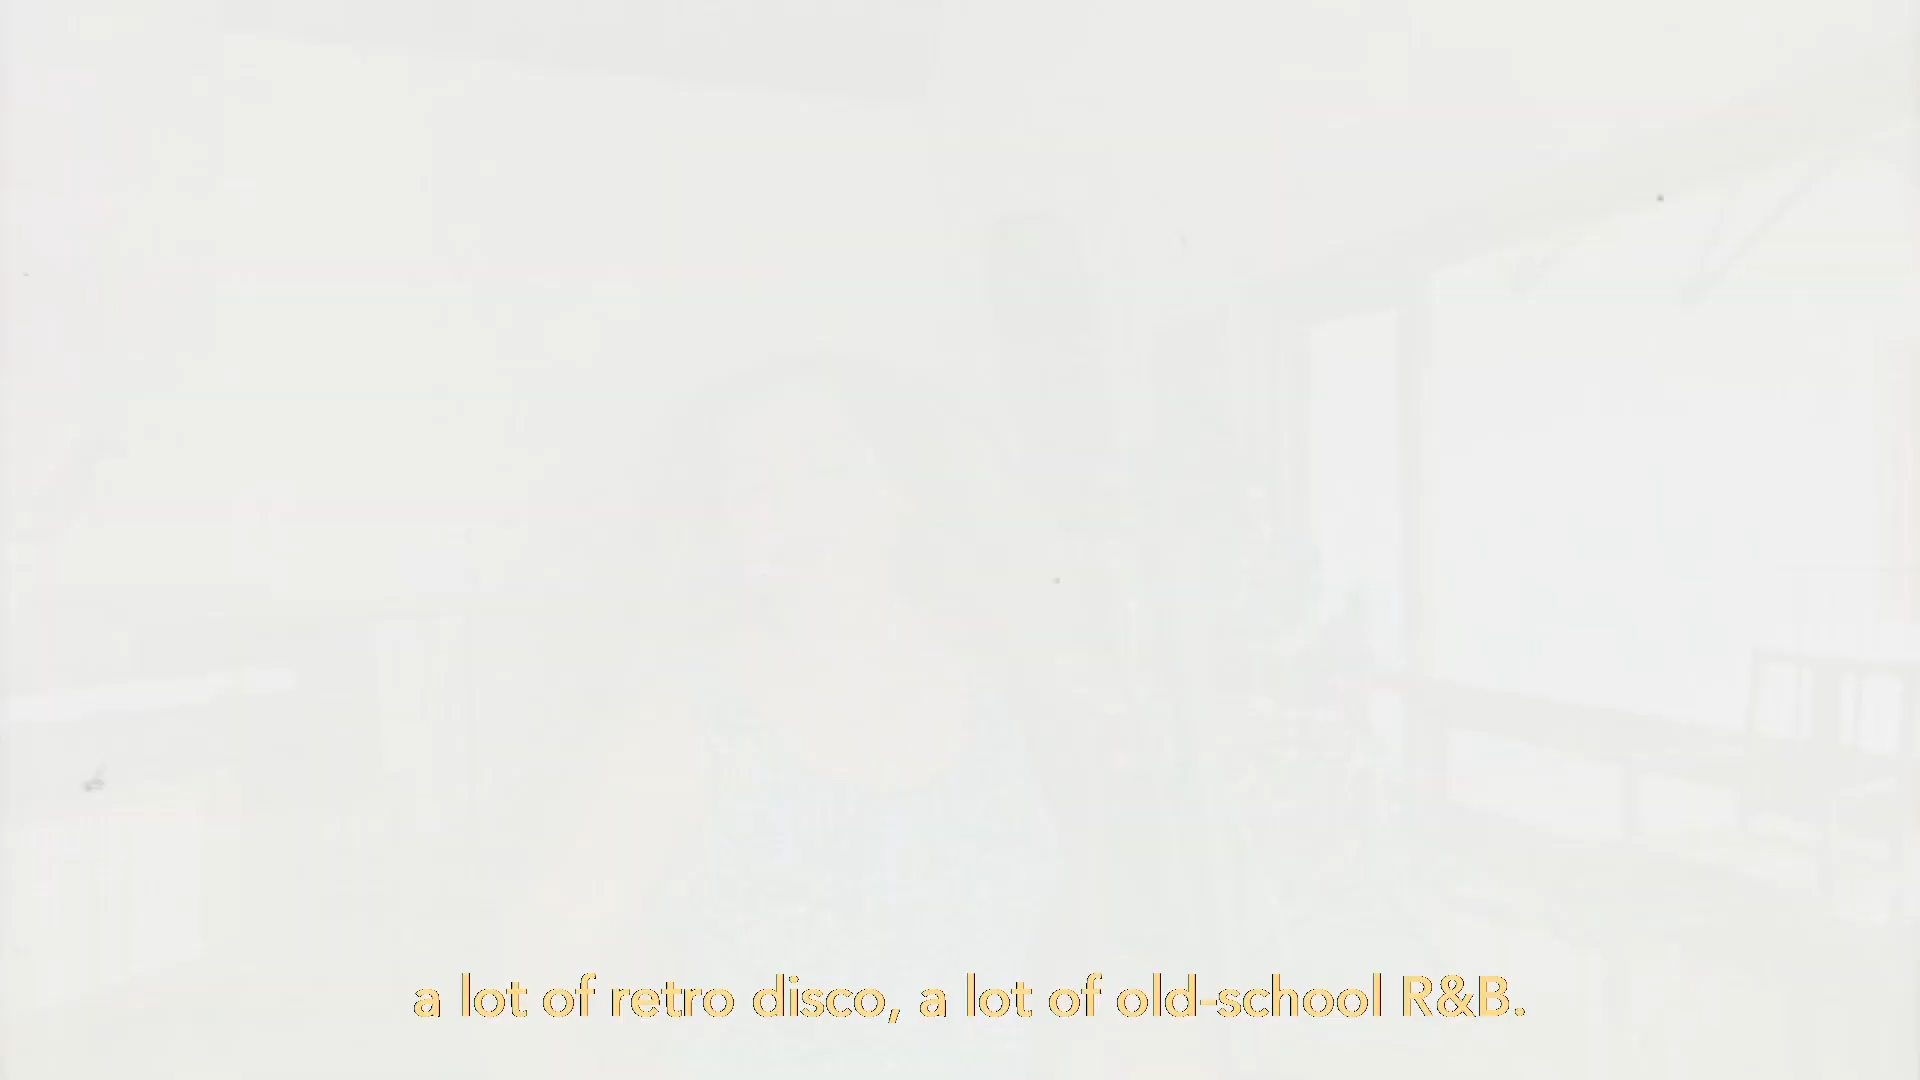 a lot of retro disco, a lot of old-school R&B.